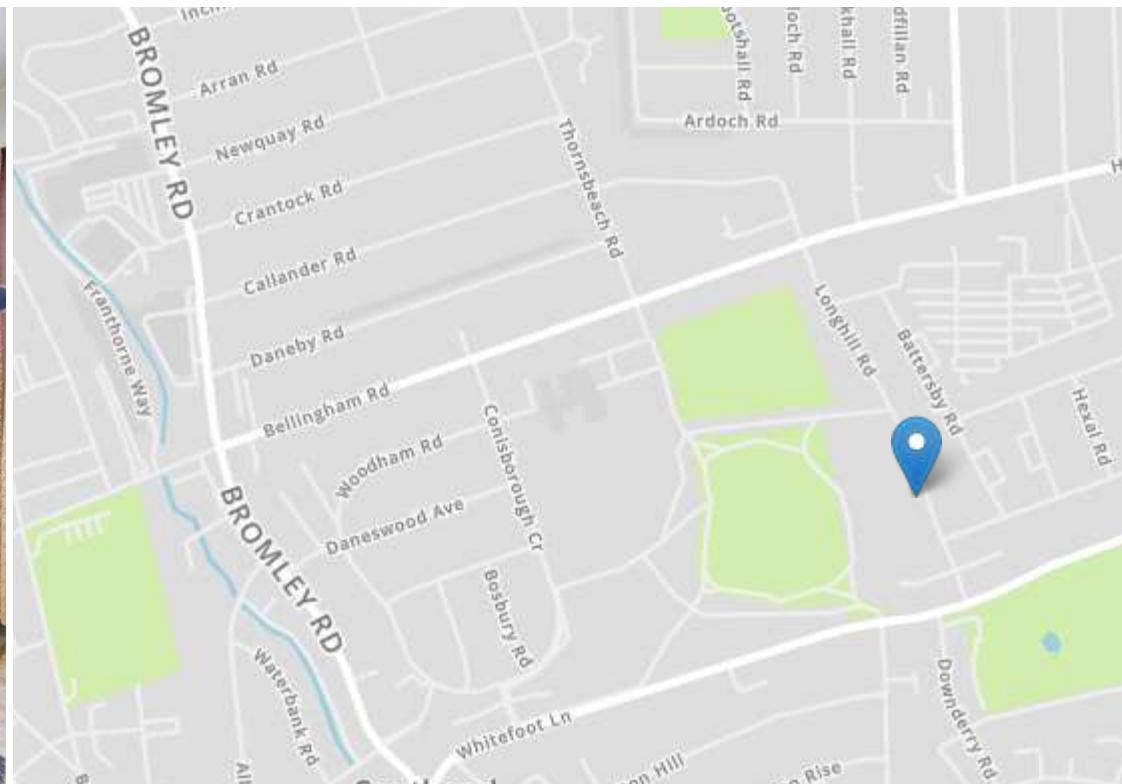 BROMLEY RD
Arran Rd
Newquay Rd
Crantock Rd
Callander Rd
Daneby Rd
Bellingham Rd
Franthorne Way
Thornsbeach Rd
Ardoch Rd
Longhill Rd
Battersby Rd
Hexal Rd
Woodham Rd
Conisborough Cr
Daneswood Ave
BROMLEY RD
Bosbury Rd
Waterbank Rd
Whitefoot Ln
Downderry Rd
Rise